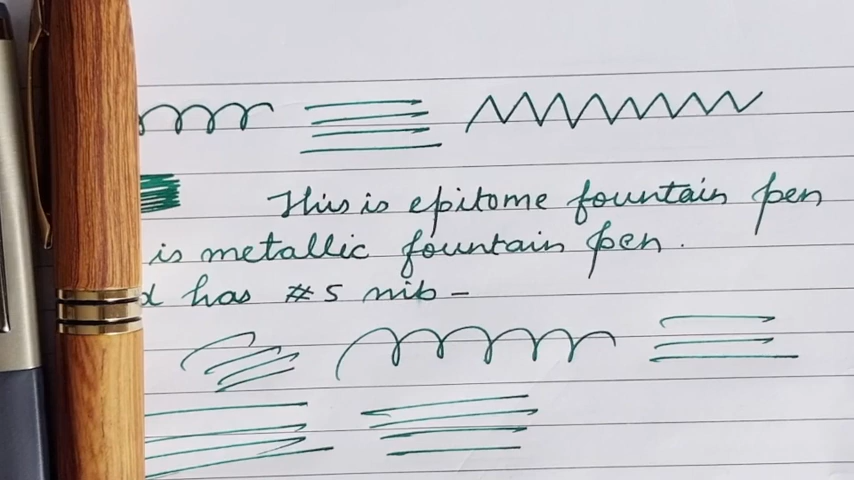 This is epitome fountain pen
is metallic fountain pen.
has #5 nib -